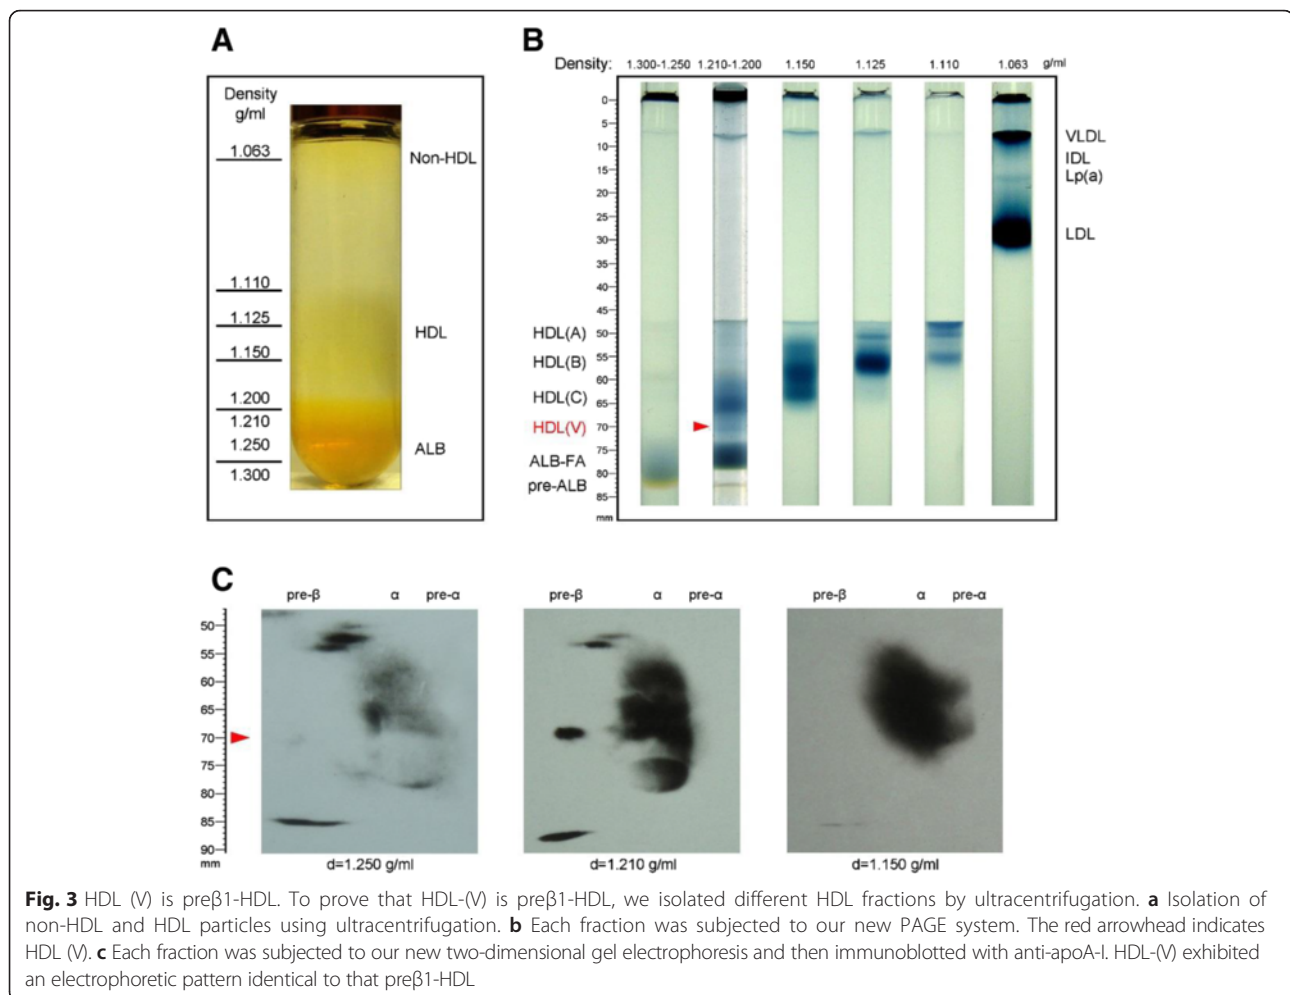 A
Density
g/ml
1.063
Non-HDL
1.110
1.125
HDL
1.150
1.200
1.210
1.250
ALB
1.300
B
Density: 1.300-1.250 1.210-1.200 1.150 1.125 1.110 1.063 g/ml
0
5
10
15
20
25
30
35
40
45
50
55
60
65
70
75
80
85
mm
VLDL
IDL
Lp(a)
LDL
HDL(A)
HDL(B)
HDL(C)
HDL(V)
ALB-FA
pre-ALB
C
pre-β α pre-α
pre-β α pre-α
pre-β α pre-α
50
55
60
65
70
75
80
85
90
mm
d=1.250 g/ml
d=1.210 g/ml
d=1.150 g/ml
Fig. 3 HDL (V) is preβ1-HDL. To prove that HDL-(V) is preβ1-HDL, we isolated different HDL fractions by ultracentrifugation. a Isolation of
non-HDL and HDL particles using ultracentrifugation. b Each fraction was subjected to our new PAGE system. The red arrowhead indicates
HDL (V). c Each fraction was subjected to our new two-dimensional gel electrophoresis and then immunoblotted with anti-apoA-I. HDL-(V) exhibited
an electrophoretic pattern identical to that preβ1-HDL